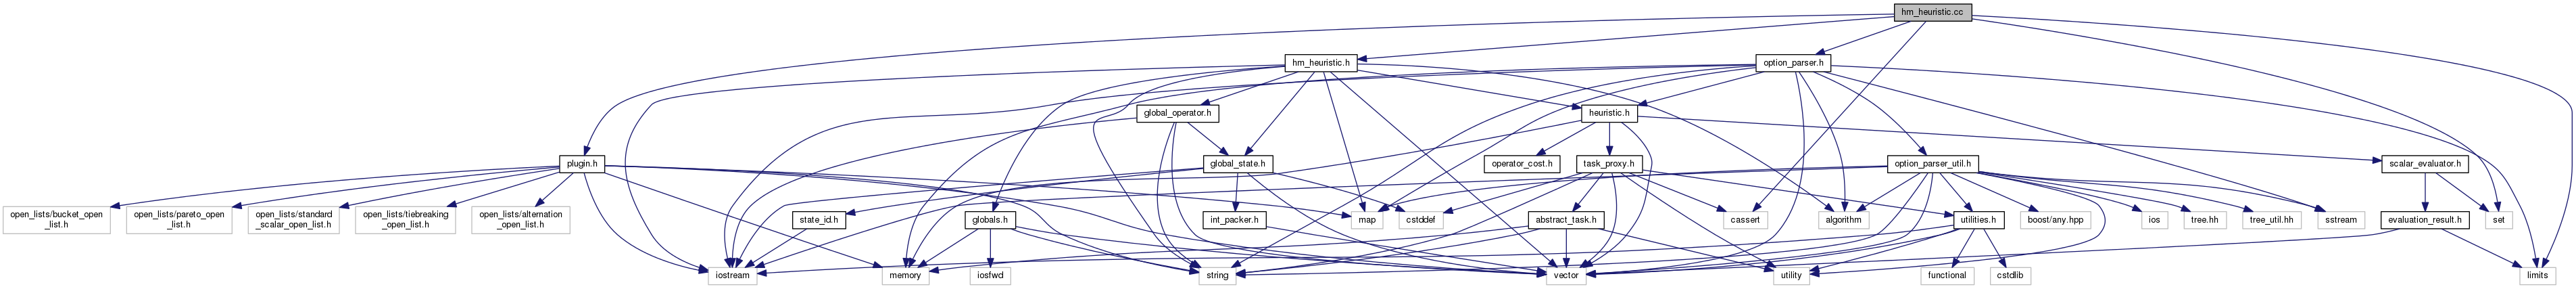 hm_heuristic.cc
hm_heuristic.h
option_parser.h
global_operator.h
heuristic.h
plugin.h
global_state.h
operator_cost.h
task_proxy.h
option_parser_util.h
scalar_evaluator.h
open_lists/bucket_open
_list.h
open_lists/pareto_open
_list.h
open_lists/standard
_scalar_open_list.h
open_lists/tiebreaking
_open_list.h
open_lists/alternation
_open_list.h
state_id.h
globals.h
int_packer.h
map
cstddef
abstract_task.h
cassert
algorithm
utilities.h
boost/any.hpp
ios
tree.hh
tree_util.hh
sstream
evaluation_result.h
set
iostream
memory
iosfwd
string
vector
utility
functional
cstdlib
limits